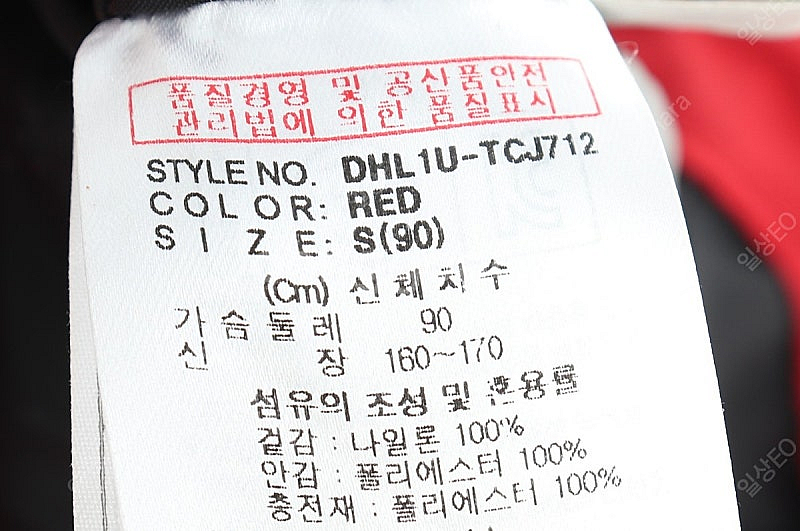 품질경영 및 공산품안전
관리법에 의한 품질표시
STYLE NO. DHL1U-TCJ712
COLOR: RED
SIZE: S(90)
(Cm) 신체치수
가슴둘레 90
신장 160~170
섬유의 조성 및 혼용률
겉감 : 나일론 100%
안감 : 폴리에스터 100%
충전재 : 폴리에스터 100%